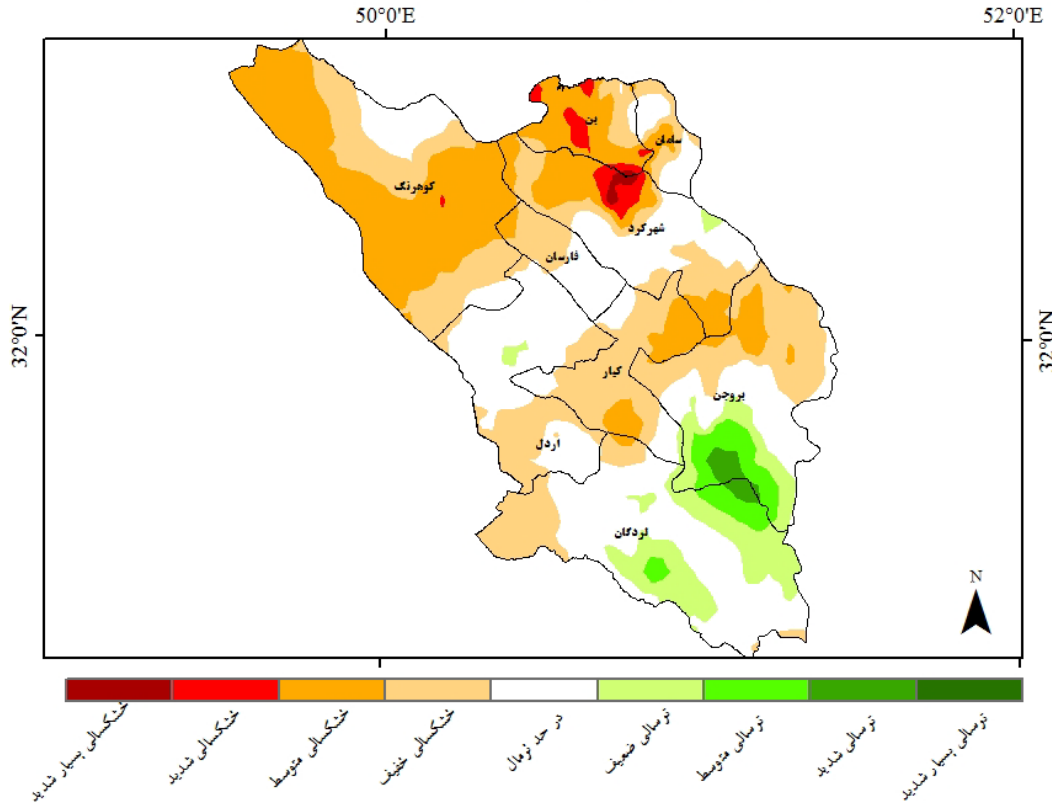 50°0'E
52°0'E
بن
سامان
کوهرنگ
شهرکرد
فارسان
32°0'N
32°0'N
کیار
بروجن
اردل
لردگان
N
خشکسالی بسیار شدید
خشکسالی شدید
خشکسالی متوسط
خشکسالی خفیف
در حد نرمال
ترسالی ضعیف
ترسالی متوسط
ترسالی شدید
ترسالی بسیار شدید